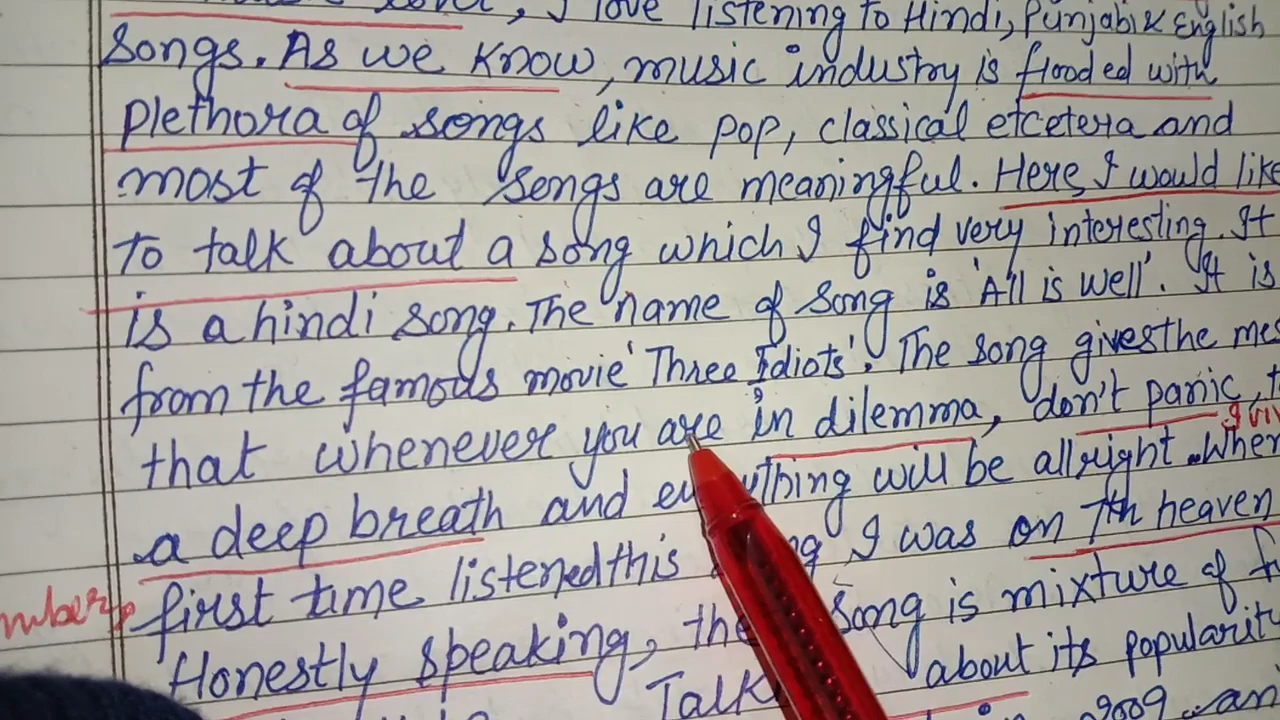 , I love listening to Hindi, Punjabi & English
songs. As we know, music industry is flooded with
plethora of songs like pop, classical etcetera and
most of the songs are meaningful. Here, I would like
to talk about a song which I find very interesting. It
is a hindi song. The name of song is 'All is well'. It is
from the famous movie 'Three Idiots'. The song gives the
that whenever you are in dilemma, don't panic,
a deep breath and will be allright.
first time listened this I was on 7th heaven
Honestly speaking, song is mixture of
Talk about its popularity
2009